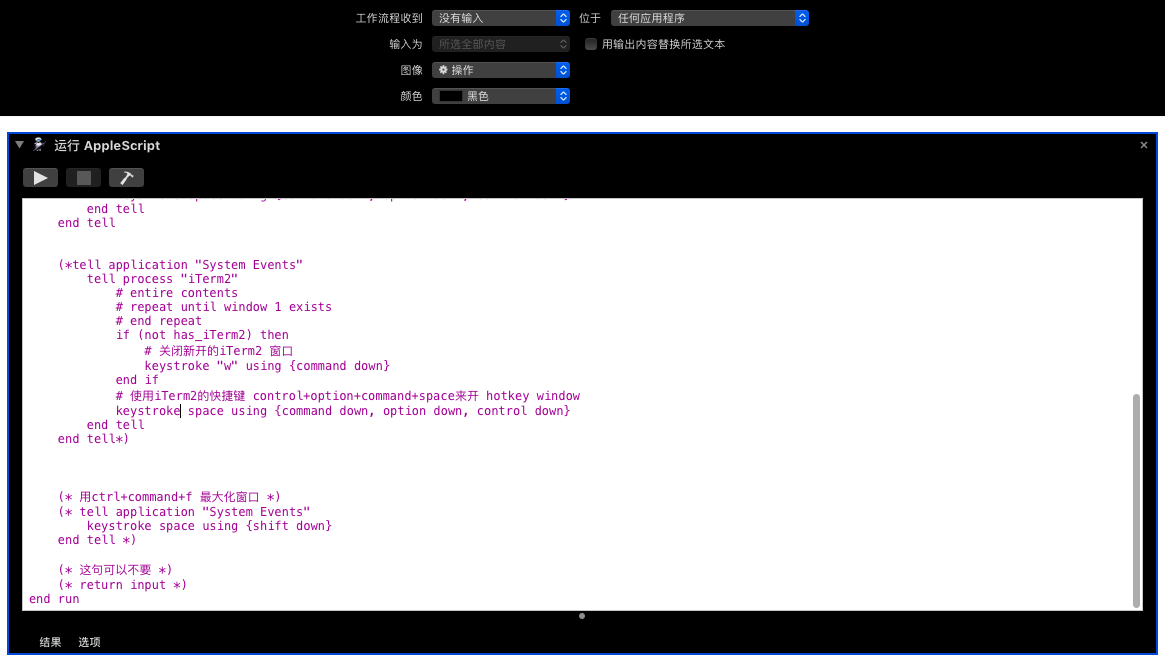 工作流程收到 没有输入 位于 任何应用程序
输入为 所选全部内容 用输出内容替换所选文本
图像 操作
颜色 黑色
运行 AppleScript
end tell
end tell
(*tell application "System Events"
tell process "iTerm2"
# entire contents
# repeat until window 1 exists
# end repeat
if (not has_iTerm2) then
# 关闭新开的iTerm2 窗口
keystroke "w" using {command down}
end if
# 使用iTerm2的快捷键 control+option+command+space来开 hotkey window
keystroke space using {command down, option down, control down}
end tell
end tell*)
(* 用ctrl+command+f 最大化窗口 *)
(* tell application "System Events"
keystroke space using {shift down}
end tell *)
(* 这句可以不要 *)
(* return input *)
end run
结果 选项